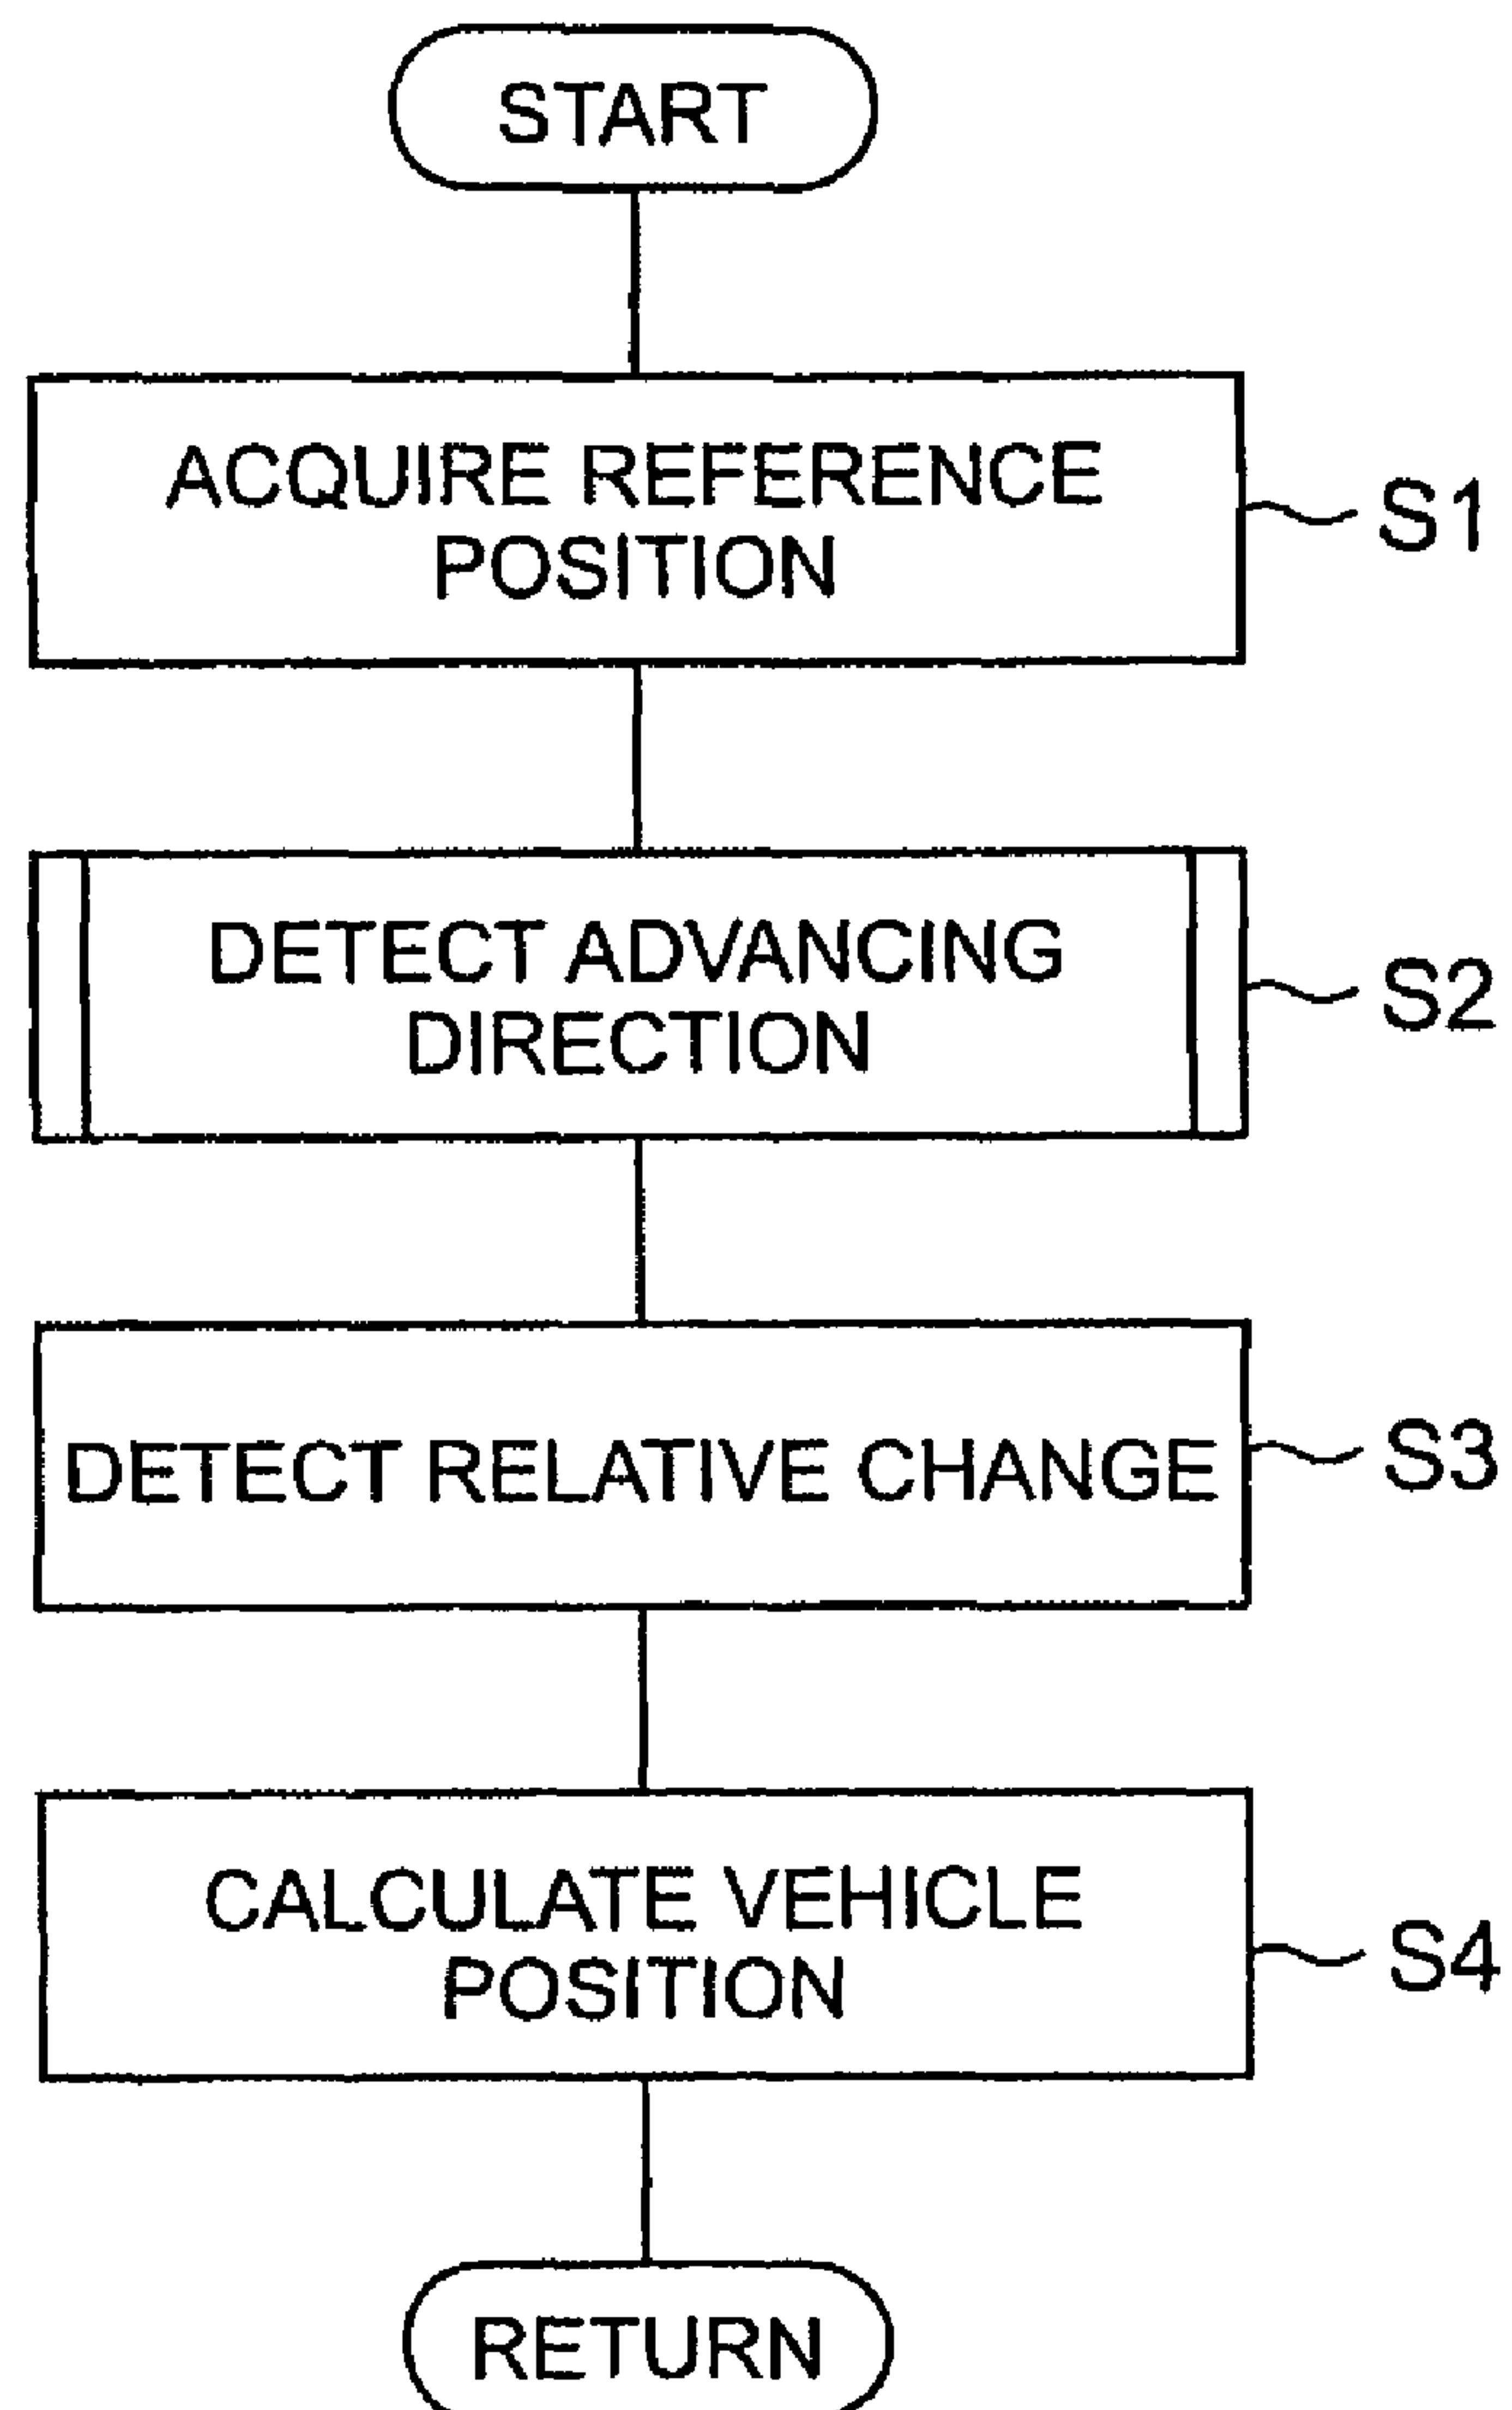 START
ACQUIRE REFERENCE
POSITION
S1
DETECT ADVANCING
DIRECTION
S2
DETECT RELATIVE CHANGE
S3
CALCULATE VEHICLE
POSITION
S4
RETURN